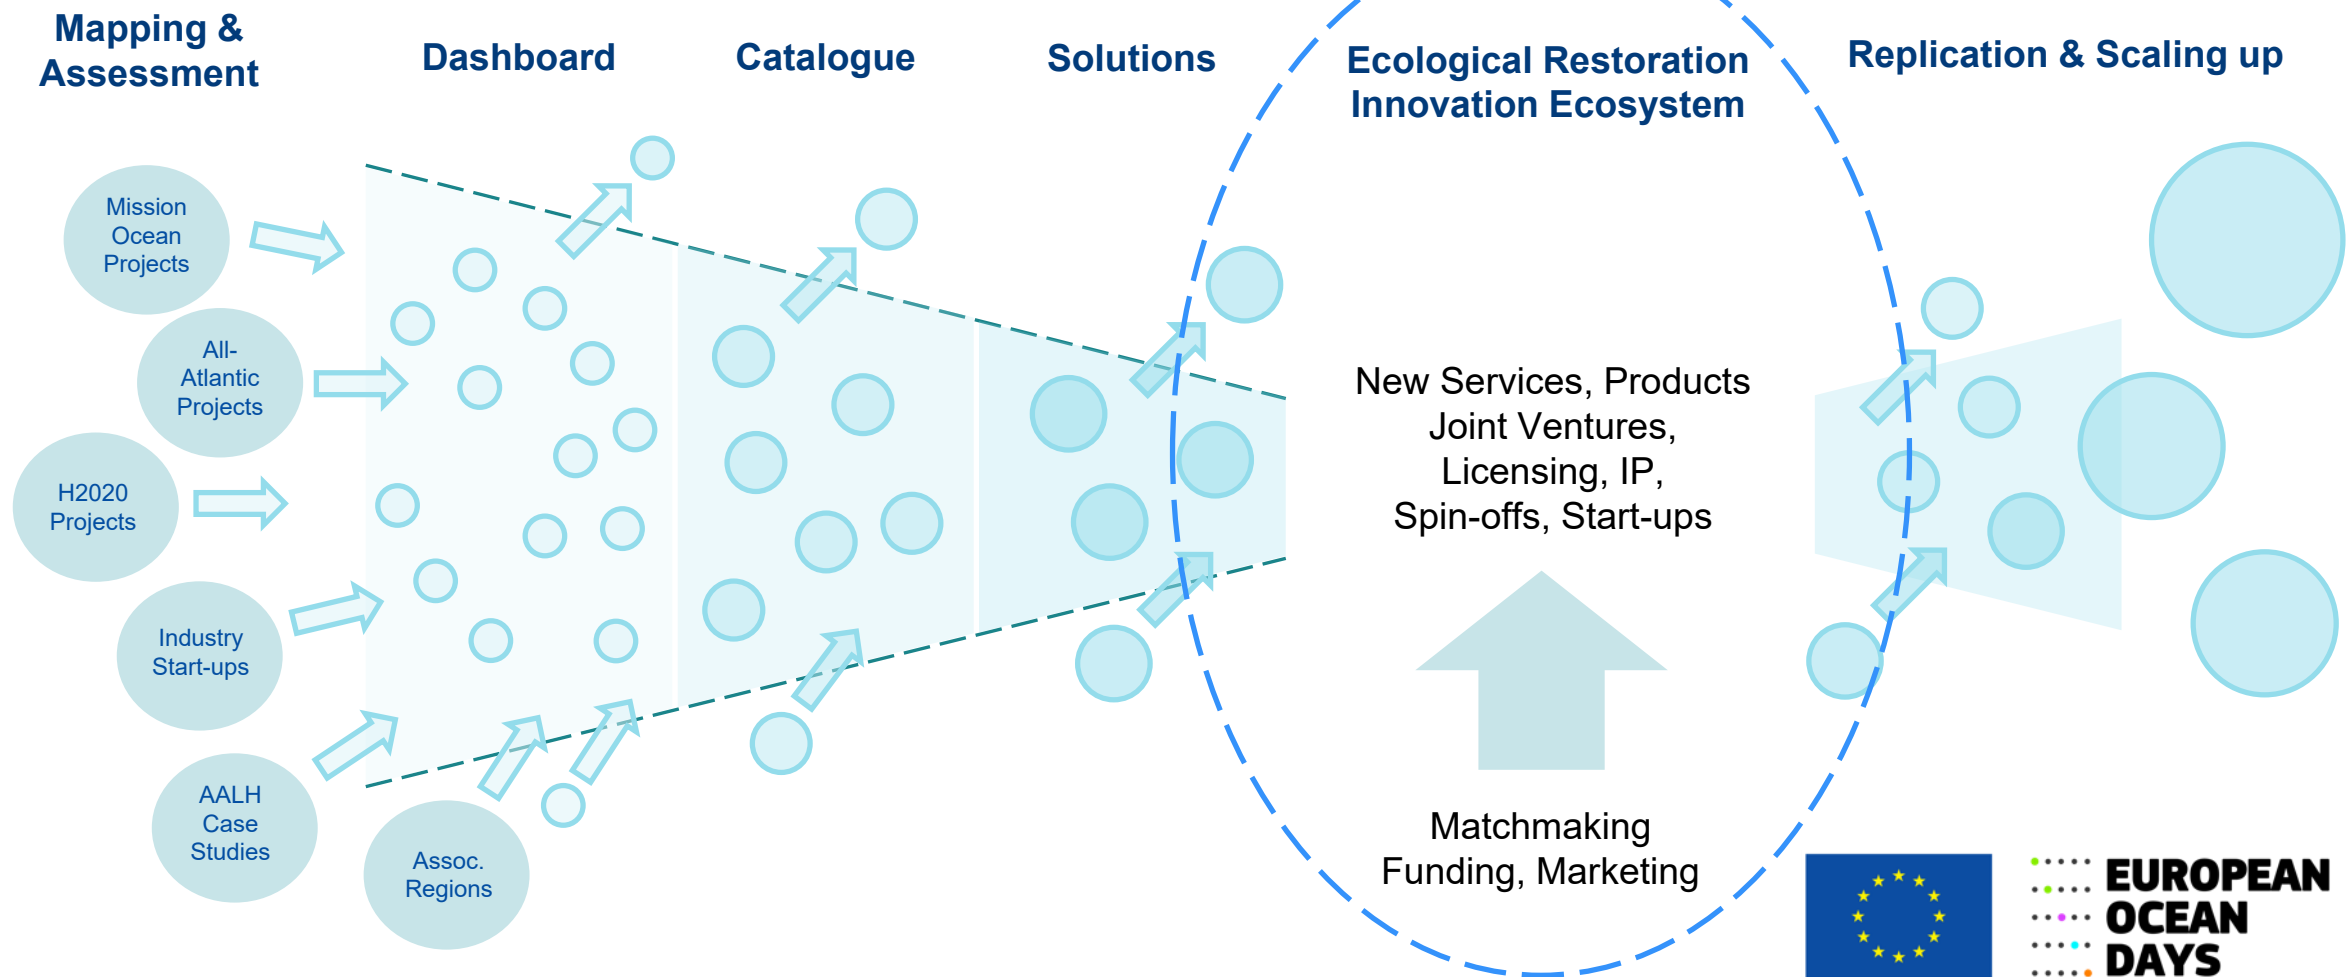 Mapping &
Assessment
Dashboard
Catalogue
Solutions
Ecological Restoration
Innovation Ecosystem
Replication & Scaling up
Mission
Ocean
Projects
All-
Atlantic
Projects
H2020
Projects
Industry
Start-ups
AALH
Case
Studies
Assoc.
Regions
New Services, Products
Joint Ventures,
Licensing, IP,
Spin-offs, Start-ups
Matchmaking
Funding, Marketing
EUROPEAN
OCEAN
DAYS